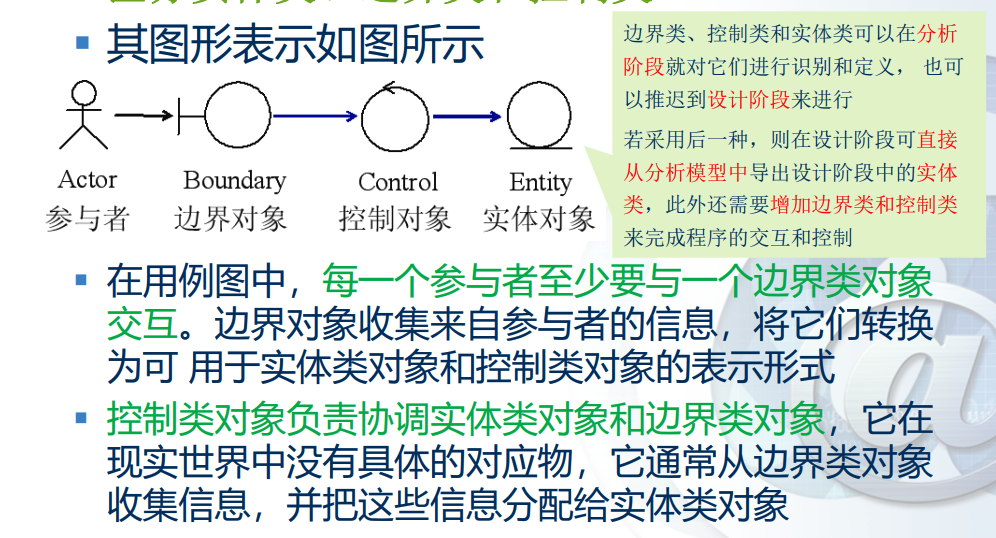 其图形表示如图所示
边界类、控制类和实体类可以在分析
阶段就对它们进行识别和定义， 也可
以推迟到设计阶段来进行
若采用后一种，则在设计阶段可直接
从分析模型中导出设计阶段中的实体
类，此外还需要增加边界类和控制类
来完成程序的交互和控制
Actor Boundary Control Entity
参与者 边界对象 控制对象 实体对象
在用例图中，每一个参与者至少要与一个边界类对象
交互。边界对象收集来自参与者的信息，将它们转换
为可 用于实体类对象和控制类对象的表示形式
控制类对象负责协调实体类对象和边界类对象，它在
现实世界中没有具体的对应物，它通常从边界类对象
收集信息，并把这些信息分配给实体类对象